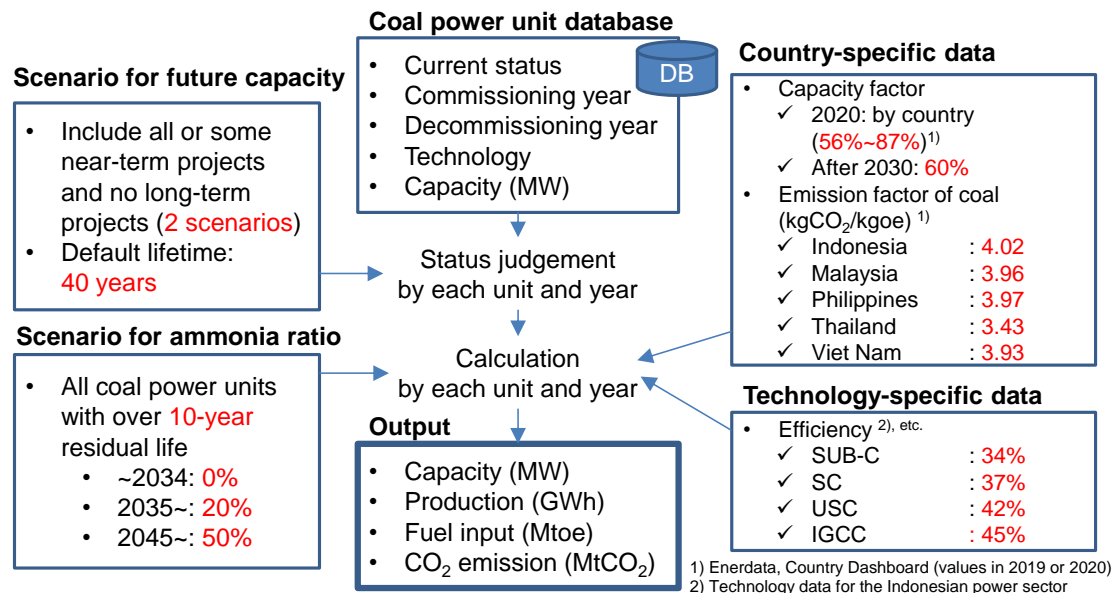 Coal power unit database
• Current status
• Commissioning year
• Decommissioning year
• Technology
• Capacity (MW)
DB
Scenario for future capacity
• Include all or some
near-term projects
and no long-term
projects (2 scenarios)
• Default lifetime:
40 years
Country-specific data
• Capacity factor
✓ 2020: by country
(56%~87%)1)
✓ After 2030: 60%
• Emission factor of coal
(kgCO2/kgoe) 1)
✓ Indonesia : 4.02
✓ Malaysia : 3.96
✓ Philippines : 3.97
✓ Thailand : 3.43
✓ Viet Nam : 3.93
Status judgement
by each unit and year
Scenario for ammonia ratio
• All coal power units
with over 10-year
residual life
• ~2034: 0%
• 2035~: 20%
• 2045~: 50%
Calculation
by each unit and year
Technology-specific data
• Efficiency 2), etc.
✓ SUB-C : 34%
✓ SC : 37%
✓ USC : 42%
✓ IGCC : 45%
Output
• Capacity (MW)
• Production (GWh)
• Fuel input (Mtoe)
• CO2 emission (MtCO2)
1) Enerdata, Country Dashboard (values in 2019 or 2020)
2) Technology data for the Indonesian power sector